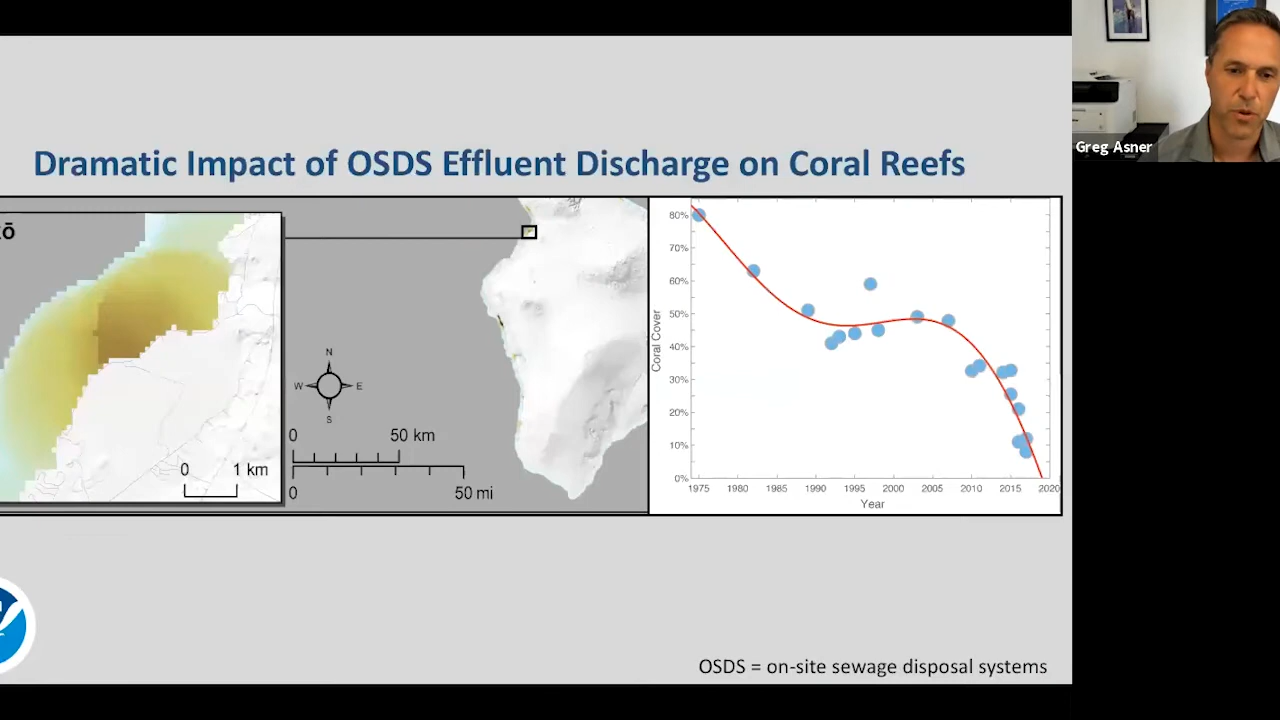 Greg Asner
Dramatic Impact of OSDS Effluent Discharge on Coral Reefs
0 1 km
N
W E
S
0 50 km
0 50 mi
Coral Cover
80%
70%
60%
50%
40%
30%
20%
10%
0%
1975 1980 1985 1990 1995 2000 2005 2010 2015 2020
Year
OSDS = on-site sewage disposal systems